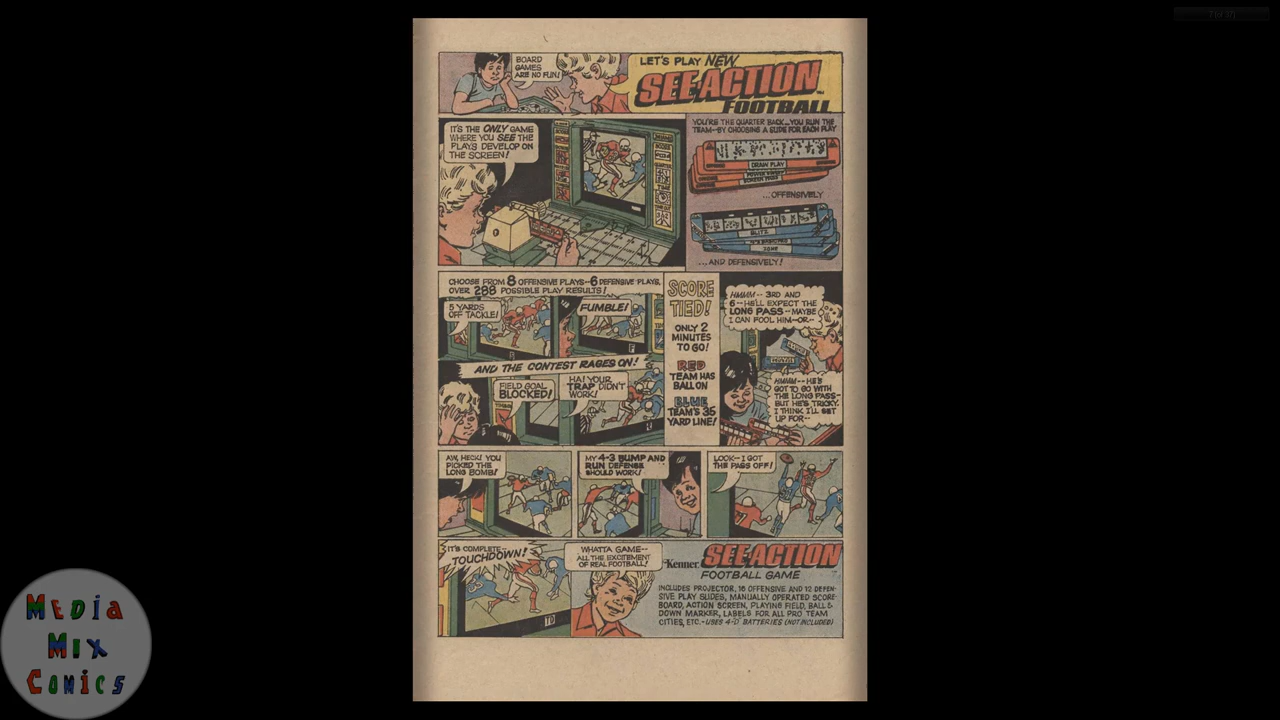 BOARD
GAMES
ARE NO FUN!
LET'S PLAY NEW
SEE-ACTION
FOOTBALL
IT'S THE ONLY GAME
WHERE YOU SEE THE
PLAYS DEVELOP ON
THE SCREEN!
YOU'RE THE QUARTER BACK...YOU RUN THE
TEAM--BY CHOOSING A SLIDE FOR EACH PLAY
DRAW PLAY
...OFFENSIVELY
BLITZ
ZONE
...AND DEFENSIVELY!
CHOOSE FROM 8 OFFENSIVE PLAYS--6 DEFENSIVE PLAYS.
OVER 288 POSSIBLE PLAY RESULTS!
5 YARDS
OFF TACKLE!
FUMBLE!
AND THE CONTEST RAGES ON!
FIELD GOAL
BLOCKED!
HA! YOUR
TRAP DIDN'T
WORK!
SCORE
TIED!
ONLY 2
MINUTES
TO GO!
RED
TEAM HAS
BALL ON
BLUE
TEAM'S 35
YARD LINE!
HMMM-- 3RD AND
6--HE'LL EXPECT THE
LONG PASS--MAYBE
I CAN FOOL HIM--OR--
HMMM--HE'S
GOT TO GO WITH
THE LONG PASS--
BUT HE'S TRICKY.
I THINK I'LL SET
UP FOR--
AW, HECK! YOU
PICKED THE
LONG BOMB!
MY 4-3 BUMP AND
RUN DEFENSE
SHOULD WORK!
LOOK--I GOT
THE PASS OFF!
IT'S COMPLETE--
TOUCHDOWN!
TD
WHATTA GAME--
ALL THE EXCITEMENT
OF REAL FOOTBALL!
Kenner SEE-ACTION
FOOTBALL GAME
INCLUDES PROJECTOR, 16 OFFENSIVE AND 12 DEFEN-
SIVE PLAY SLIDES, MANUALLY OPERATED SCORE-
BOARD, ACTION SCREEN, PLAYING FIELD, BALL &
DOWN MARKER, LABELS FOR ALL PRO TEAM
CITIES, ETC.- USES 4-"D" BATTERIES (NOT INCLUDED)
MEDIA
MIX
COMICS